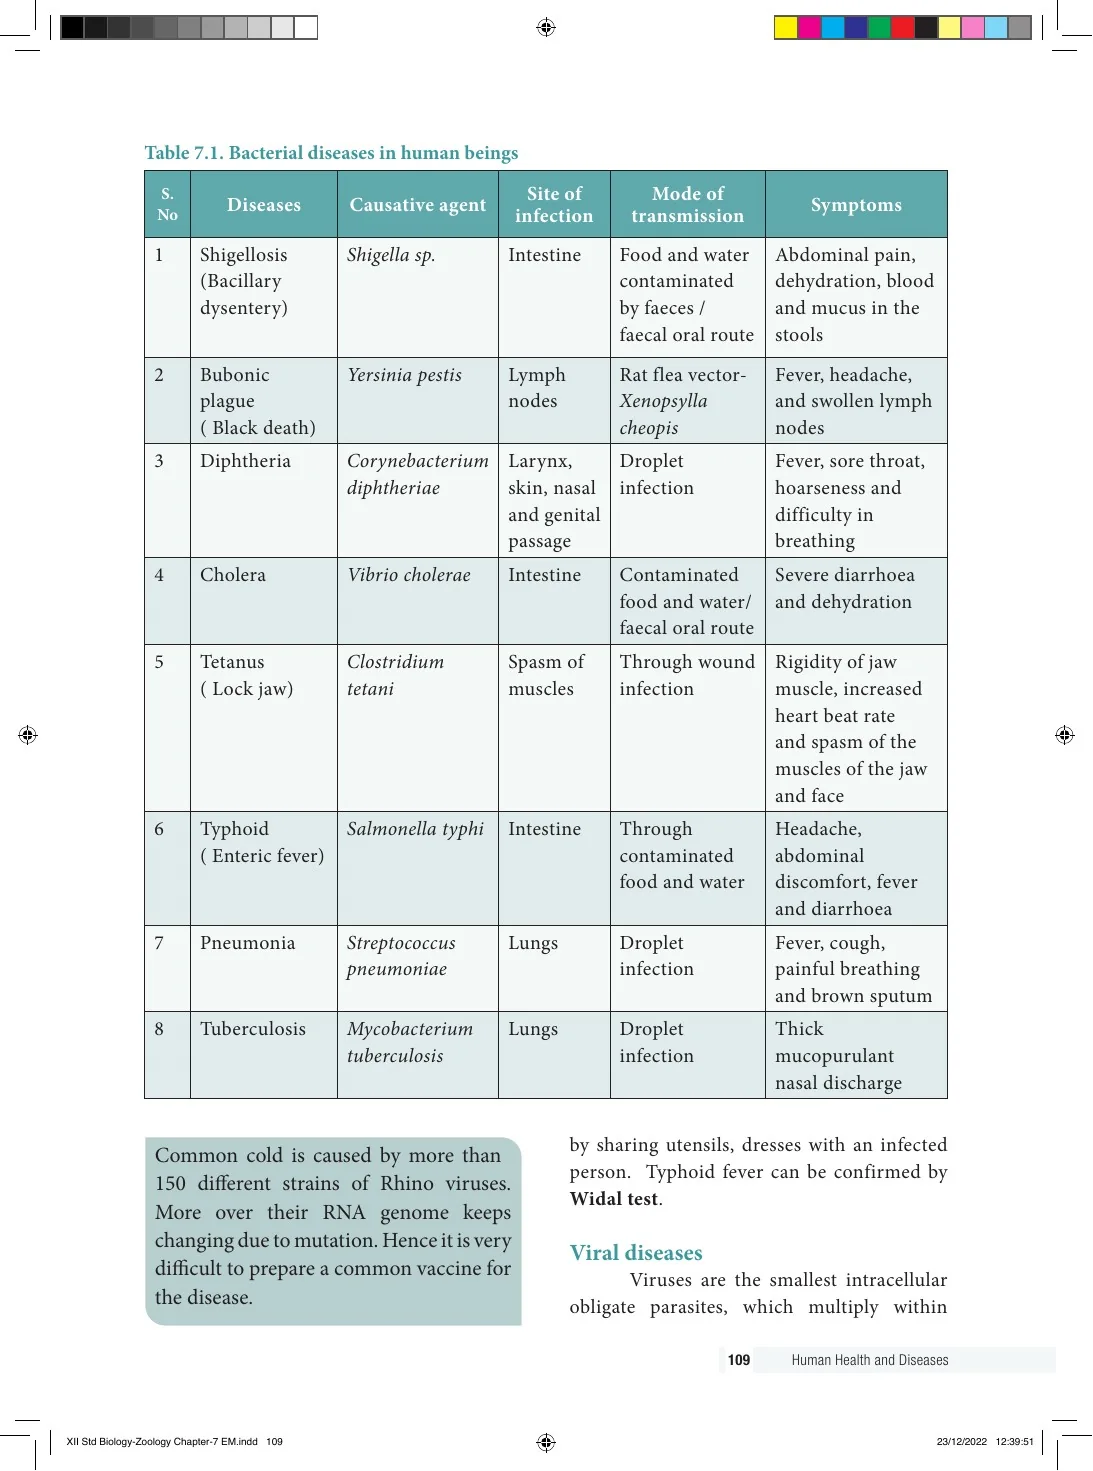 Table 7.1. Bacterial diseases in human beings
S. No
Diseases
Causative agent
Site of infection
Mode of transmission
Symptoms
1
Shigellosis
(Bacillary
dysentery)
Shigella sp.
Intestine
Food and water
contaminated
by faeces /
faecal oral route
Abdominal pain,
dehydration, blood
and mucus in the
stools
2
Bubonic
plague
( Black death)
Yersinia pestis
Lymph
nodes
Rat flea vector-
Xenopsylla
cheopis
Fever, headache,
and swollen lymph
nodes
3
Diphtheria
Corynebacterium
diphtheriae
Larynx,
skin, nasal
and genital
passage
Droplet
infection
Fever, sore throat,
hoarseness and
difficulty in
breathing
4
Cholera
Vibrio cholerae
Intestine
Contaminated
food and water/
faecal oral route
Severe diarrhoea
and dehydration
5
Tetanus
( Lock jaw)
Clostridium
tetani
Spasm of
muscles
Through wound
infection
Rigidity of jaw
muscle, increased
heart beat rate
and spasm of the
muscles of the jaw
and face
6
Typhoid
( Enteric fever)
Salmonella typhi
Intestine
Through
contaminated
food and water
Headache,
abdominal
discomfort, fever
and diarrhoea
7
Pneumonia
Streptococcus
pneumoniae
Lungs
Droplet
infection
Fever, cough,
painful breathing
and brown sputum
8
Tuberculosis
Mycobacterium
tuberculosis
Lungs
Droplet
infection
Thick
mucopurulant
nasal discharge
Common cold is caused by more than
150 different strains of Rhino viruses.
More over their RNA genome keeps
changing due to mutation. Hence it is very
difficult to prepare a common vaccine for
the disease.
by sharing utensils, dresses with an infected
person. Typhoid fever can be confirmed by
Widal test.
Viral diseases
Viruses are the smallest intracellular
obligate parasites, which multiply within
109 Human Health and Diseases
XII Std Biology-Zoology Chapter-7 EM.indd 109
23/12/2022 12:39:51